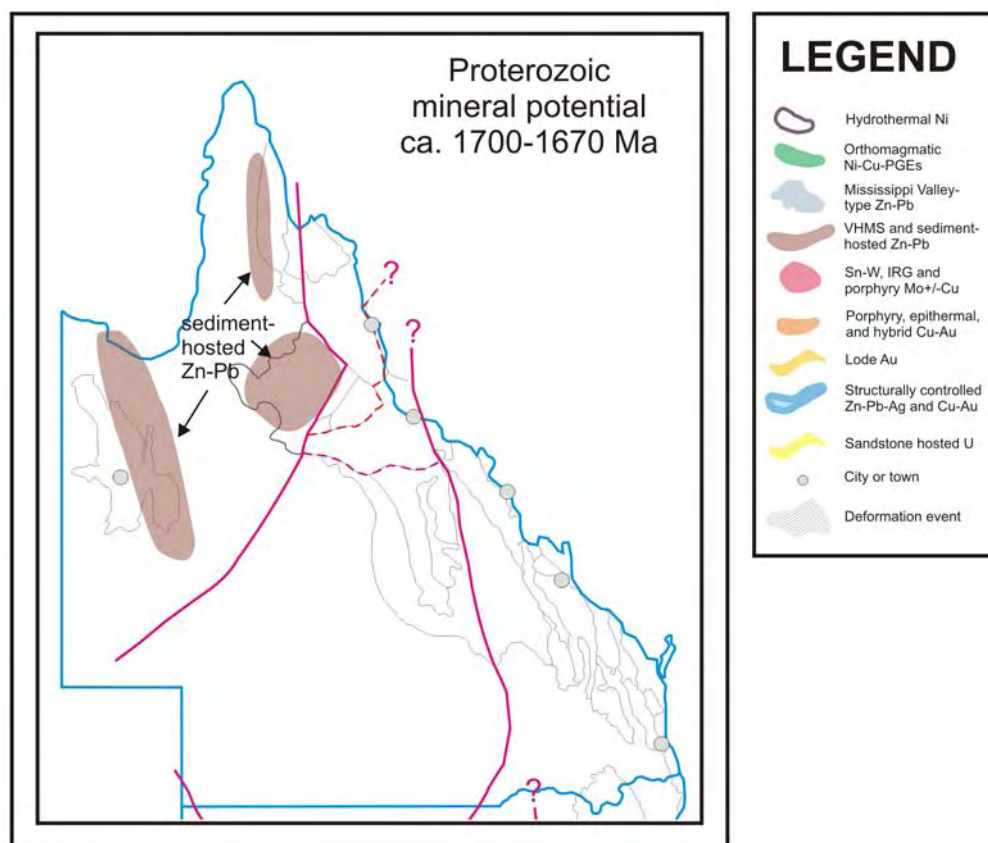 Proterozoic
mineral potential
ca. 1700-1670 Ma
?
?
sediment-
hosted
Zn-Pb
?
LEGEND
Hydrothermal Ni
Orthomagmatic
Ni-Cu-PGEs
Mississippi Valley-
type Zn-Pb
VHMS and sediment-
hosted Zn-Pb
Sn-W, IRG and
porphyry Mo+/-Cu
Porphyry, epithermal,
and hybrid Cu-Au
Lode Au
Structurally controlled
Zn-Pb-Ag and Cu-Au
Sandstone hosted U
City or town
Deformation event